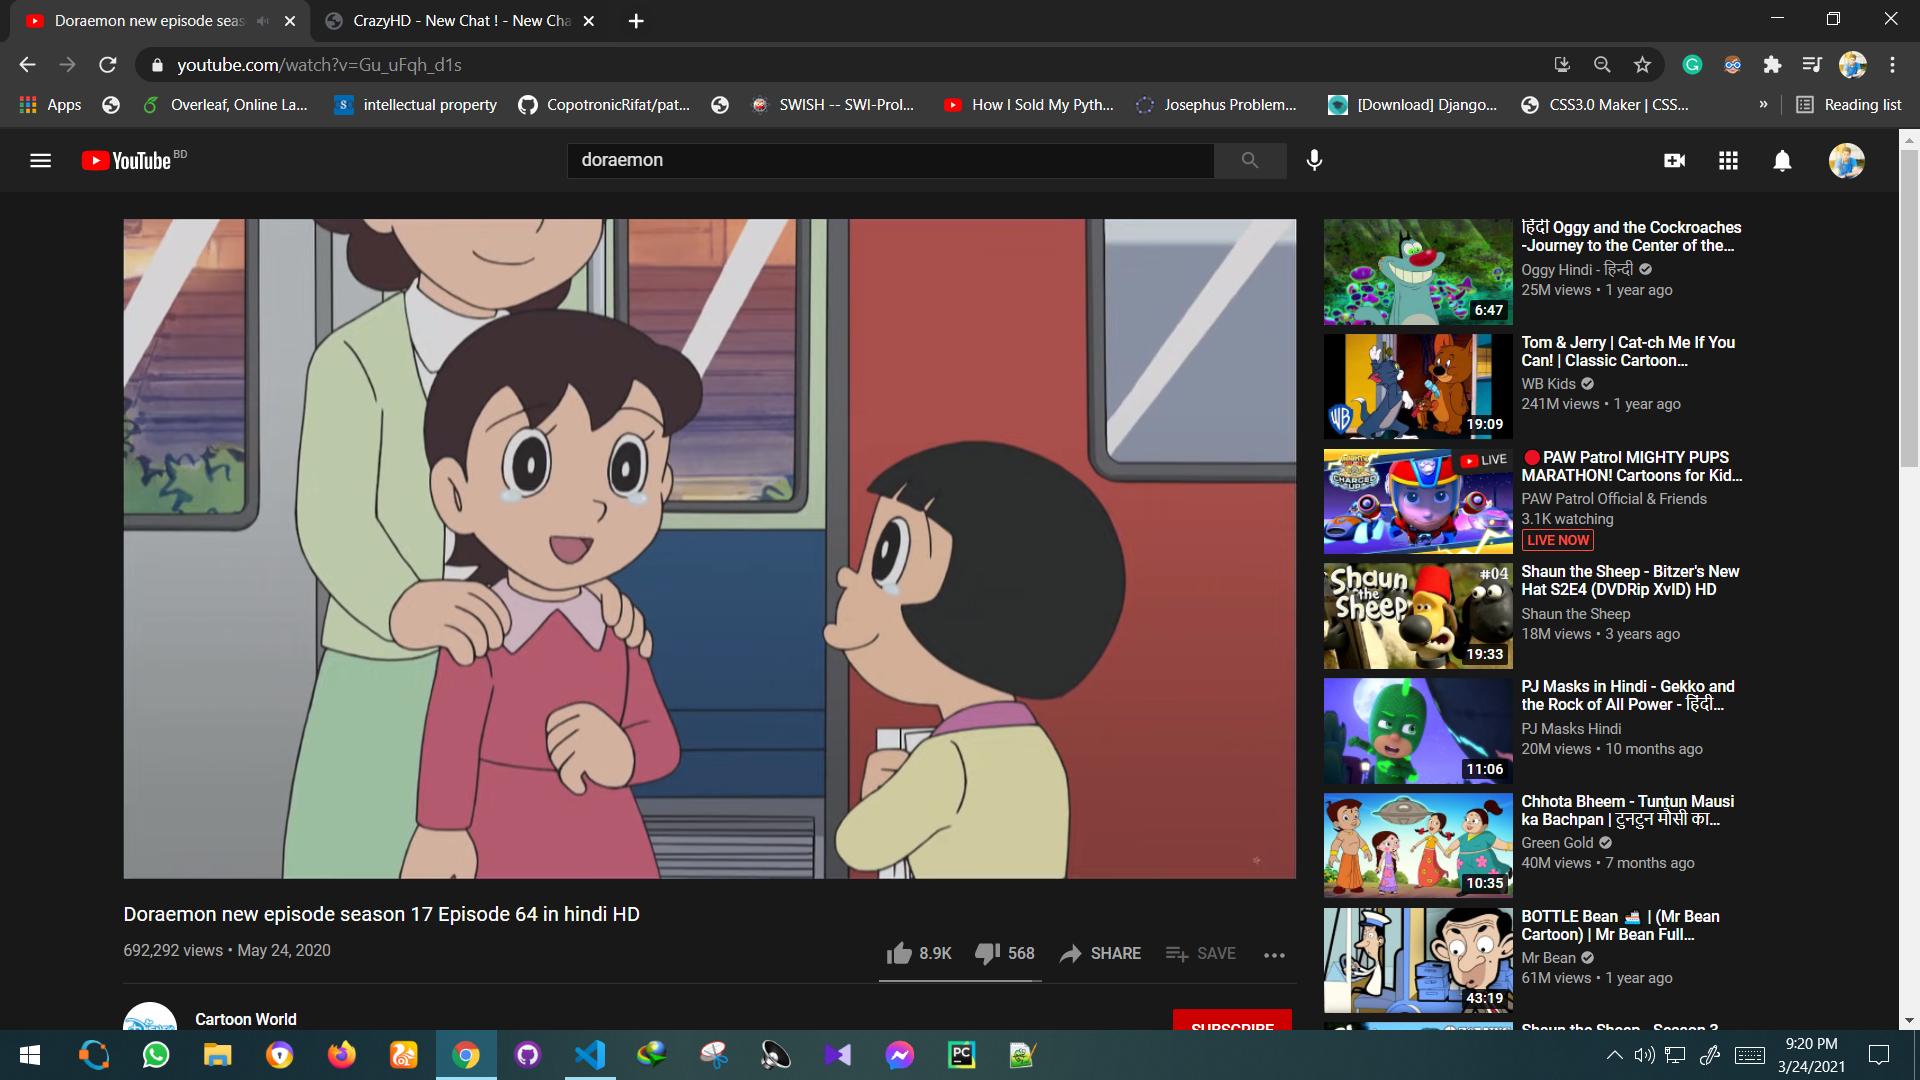 Doraemon new episode seas
CrazyHD - New Chat ! - New Cha
youtube.com/watch?v=Gu_uFqh_d1s
Apps
Overleaf, Online La...
intellectual property
CopotronicRifat/pat...
SWISH -- SWI-Prol...
How I Sold My Pyth...
Josephus Problem...
[Download] Django...
CSS3.0 Maker | CSS...
»
Reading list
YouTube BD
doraemon
Doraemon new episode season 17 Episode 64 in hindi HD
692,292 views • May 24, 2020
8.9K
568
SHARE
SAVE
Cartoon World
SUBSCRIBE
6:47
हिंदी Oggy and the Cockroaches
-Journey to the Center of the...
Oggy Hindi - हिन्दी
25M views • 1 year ago
WB
19:09
Tom & Jerry | Cat-ch Me If You
Can! | Classic Cartoon...
WB Kids
241M views • 1 year ago
CHARGED UP
LIVE
PAW Patrol MIGHTY PUPS
MARATHON! Cartoons for Kid...
PAW Patrol Official & Friends
3.1K watching
LIVE NOW
Shaun
the
Sheep
#04
19:33
Shaun the Sheep - Bitzer's New
Hat S2E4 (DVDRip XvID) HD
Shaun the Sheep
18M views • 3 years ago
11:06
PJ Masks in Hindi - Gekko and
the Rock of All Power - हिंदी...
PJ Masks Hindi
20M views • 10 months ago
10:35
Chhota Bheem - Tuntun Mausi
ka Bachpan | टुनटुन मौसी का...
Green Gold
40M views • 7 months ago
43:19
BOTTLE Bean 🚢 | (Mr Bean
Cartoon) | Mr Bean Full...
Mr Bean
61M views • 1 year ago
Shaun the Sheep - Season 3
PC
9:20 PM
3/24/2021